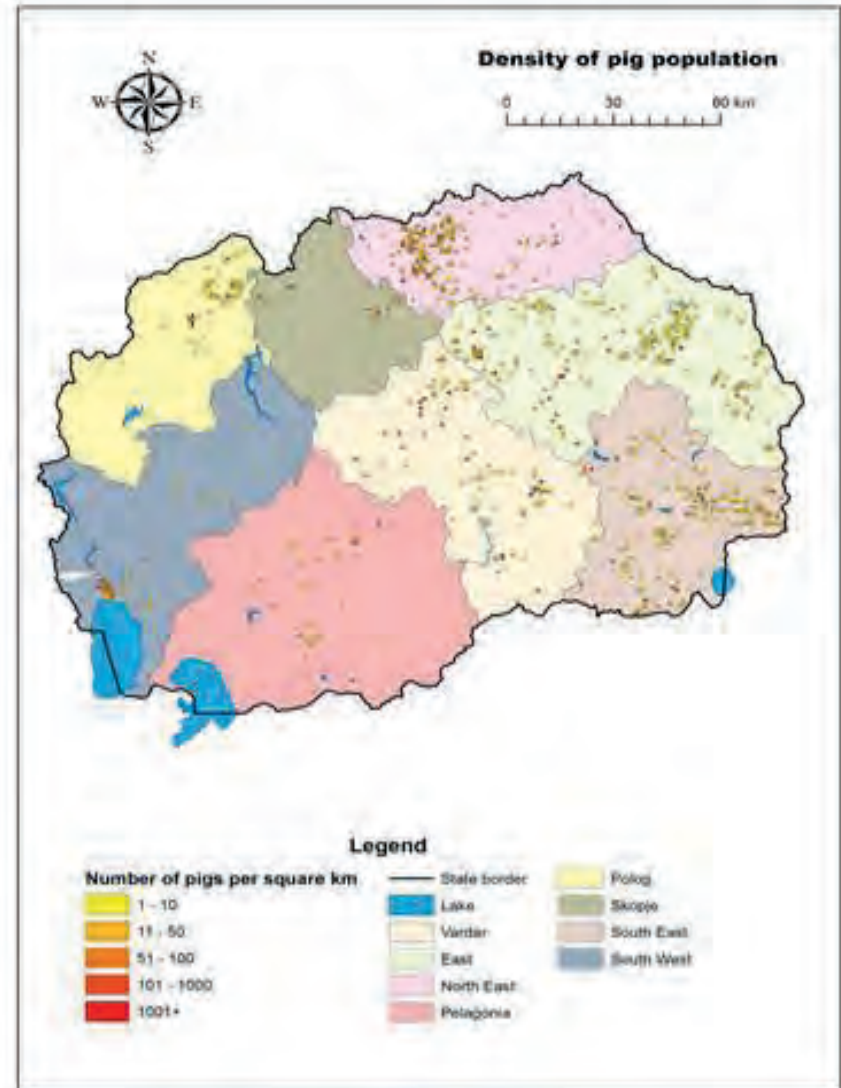 Density of pig population
N
W E
S
0 30 60 km
Legend
Number of pigs per square km
1 - 10
11 - 50
51 - 100
101 - 1000
1001+
State border
Lake
Vardar
East
North East
Pelagonia
Polog
Skopje
South East
South West